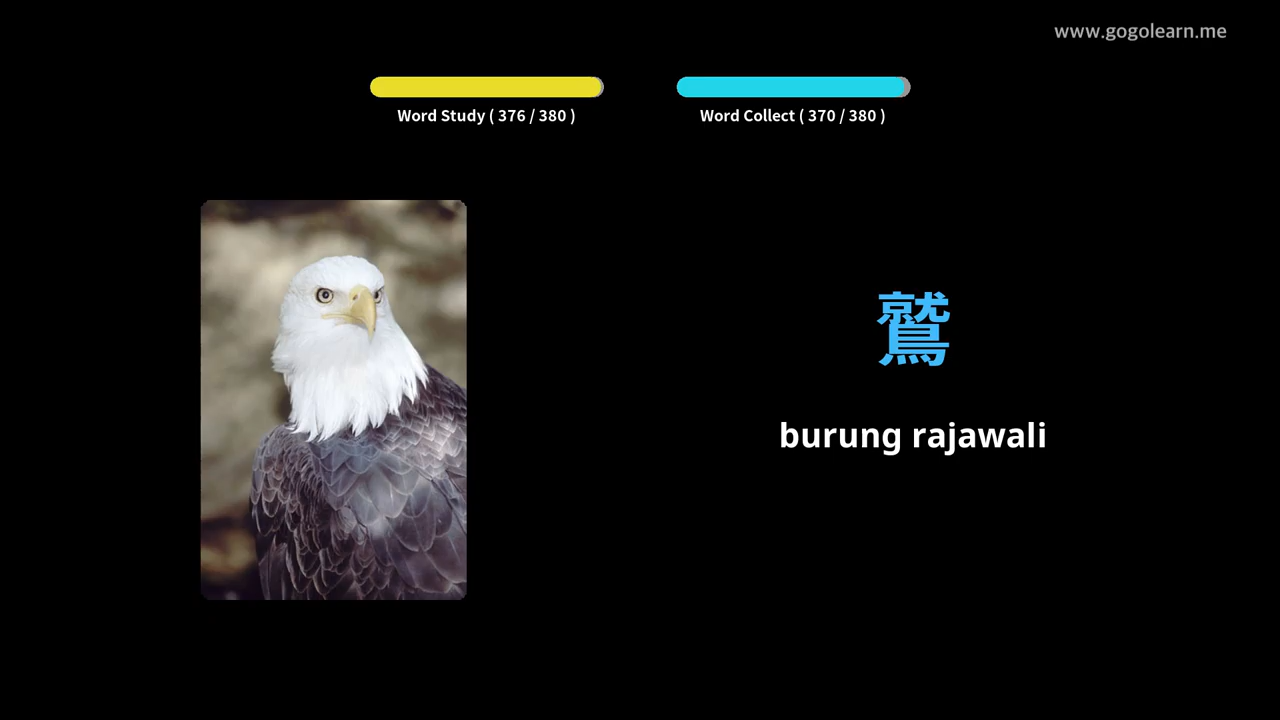 www.gogolearn.me
Word Study ( 376 / 380 )
Word Collect ( 370 / 380 )
鷲
burung rajawali